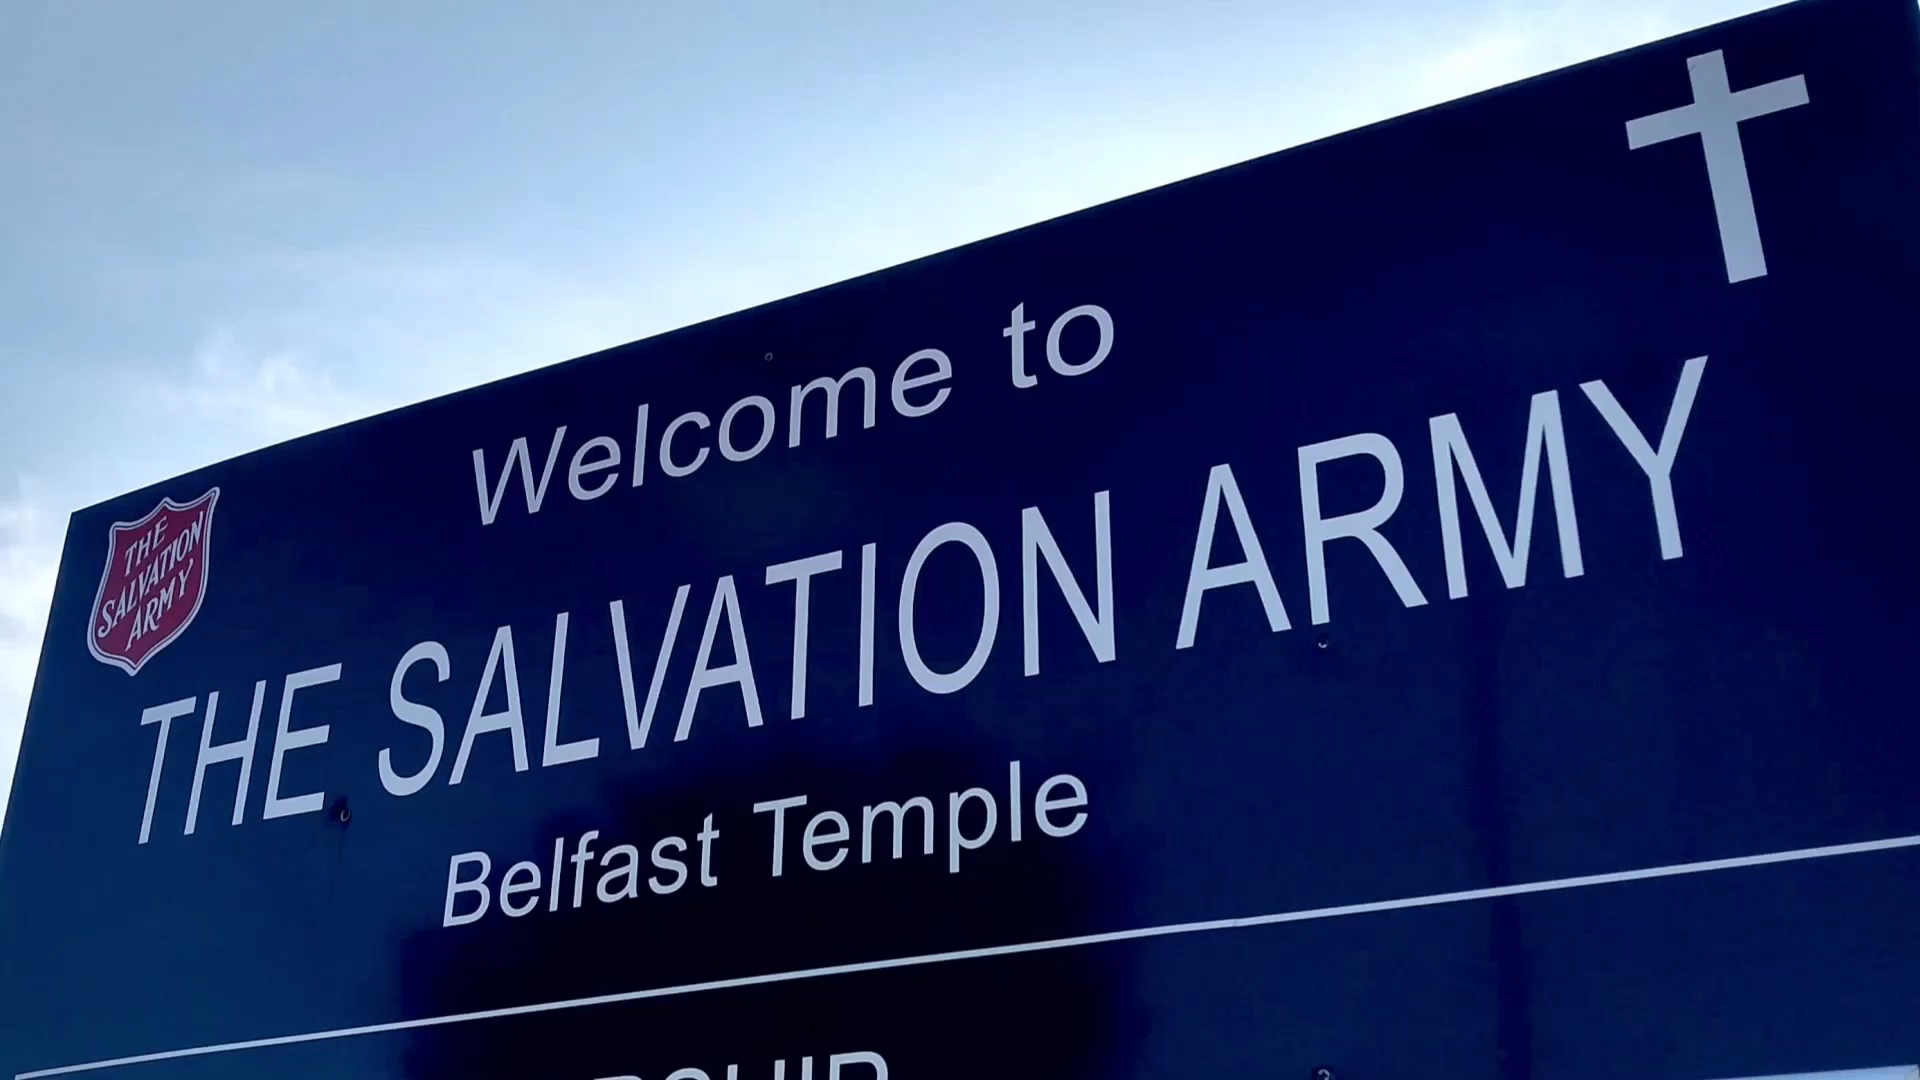 Welcome to
THE
SALVATION
ARMY
THE SALVATION ARMY
Belfast Temple